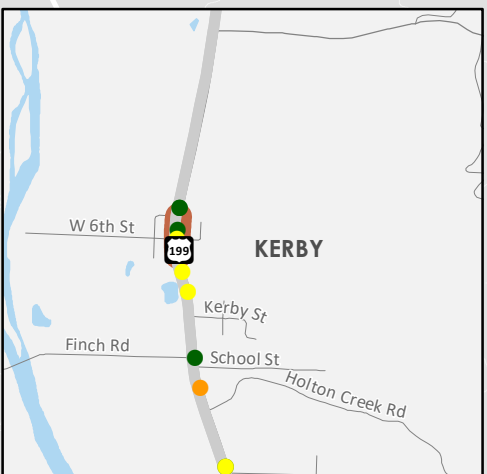 W 6th St
199
KERBY
Kerby St
Finch Rd
School St
Holton Creek Rd